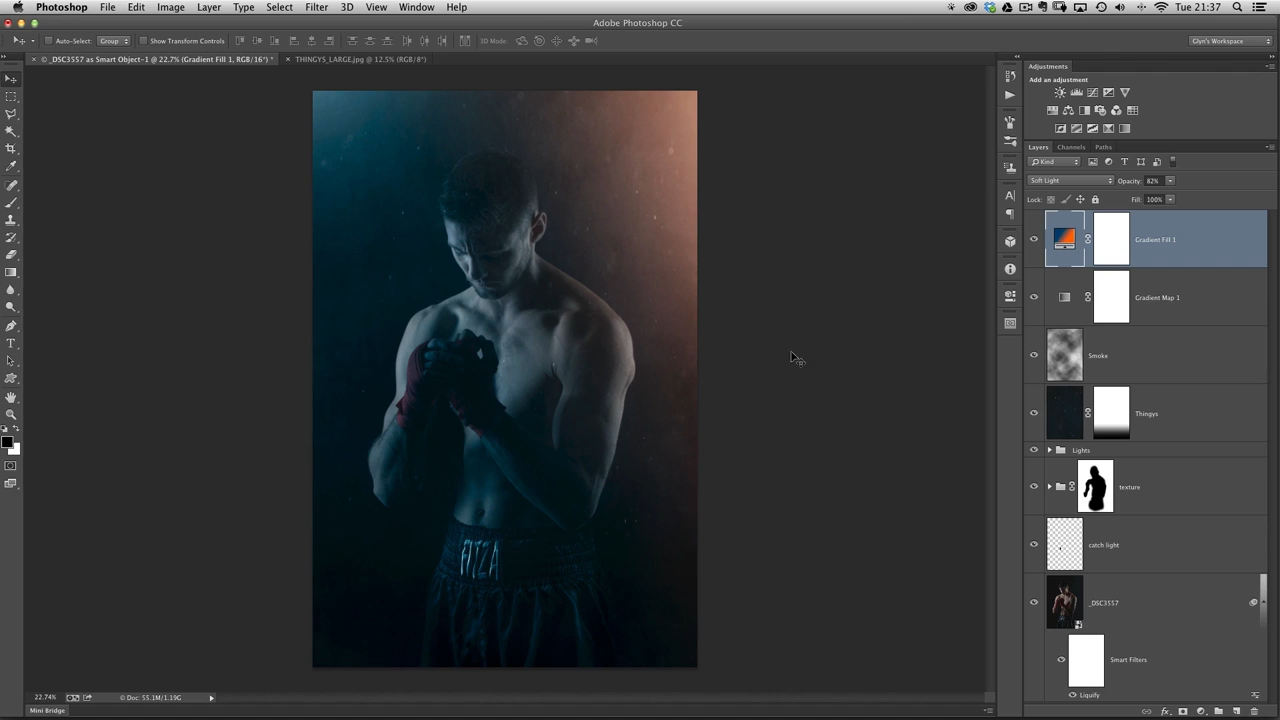 Photoshop File Edit Image Layer Type Select Filter 3D View Window Help Tue 21:37
Adobe Photoshop CC
Auto-Select: Group Show Transform Controls 3D Mode: Glyn's Workspace
× © _DSC3557 as Smart Object-1 @ 22.7% (Gradient Fill 1, RGB/16*) * × THINGYS_LARGE.jpg @ 12.5% (RGB/8*)
Adjustments
Add an adjustment
Layers Channels Paths
Kind
Soft Light Opacity: 82%
Lock: Fill: 100%
Gradient Fill 1
Gradient Map 1
Smoke
Thingys
Lights
texture
catch light
_DSC3557
Smart Filters
Liquify
22.74% © Doc: 55.1M/1.19G
Mini Bridge